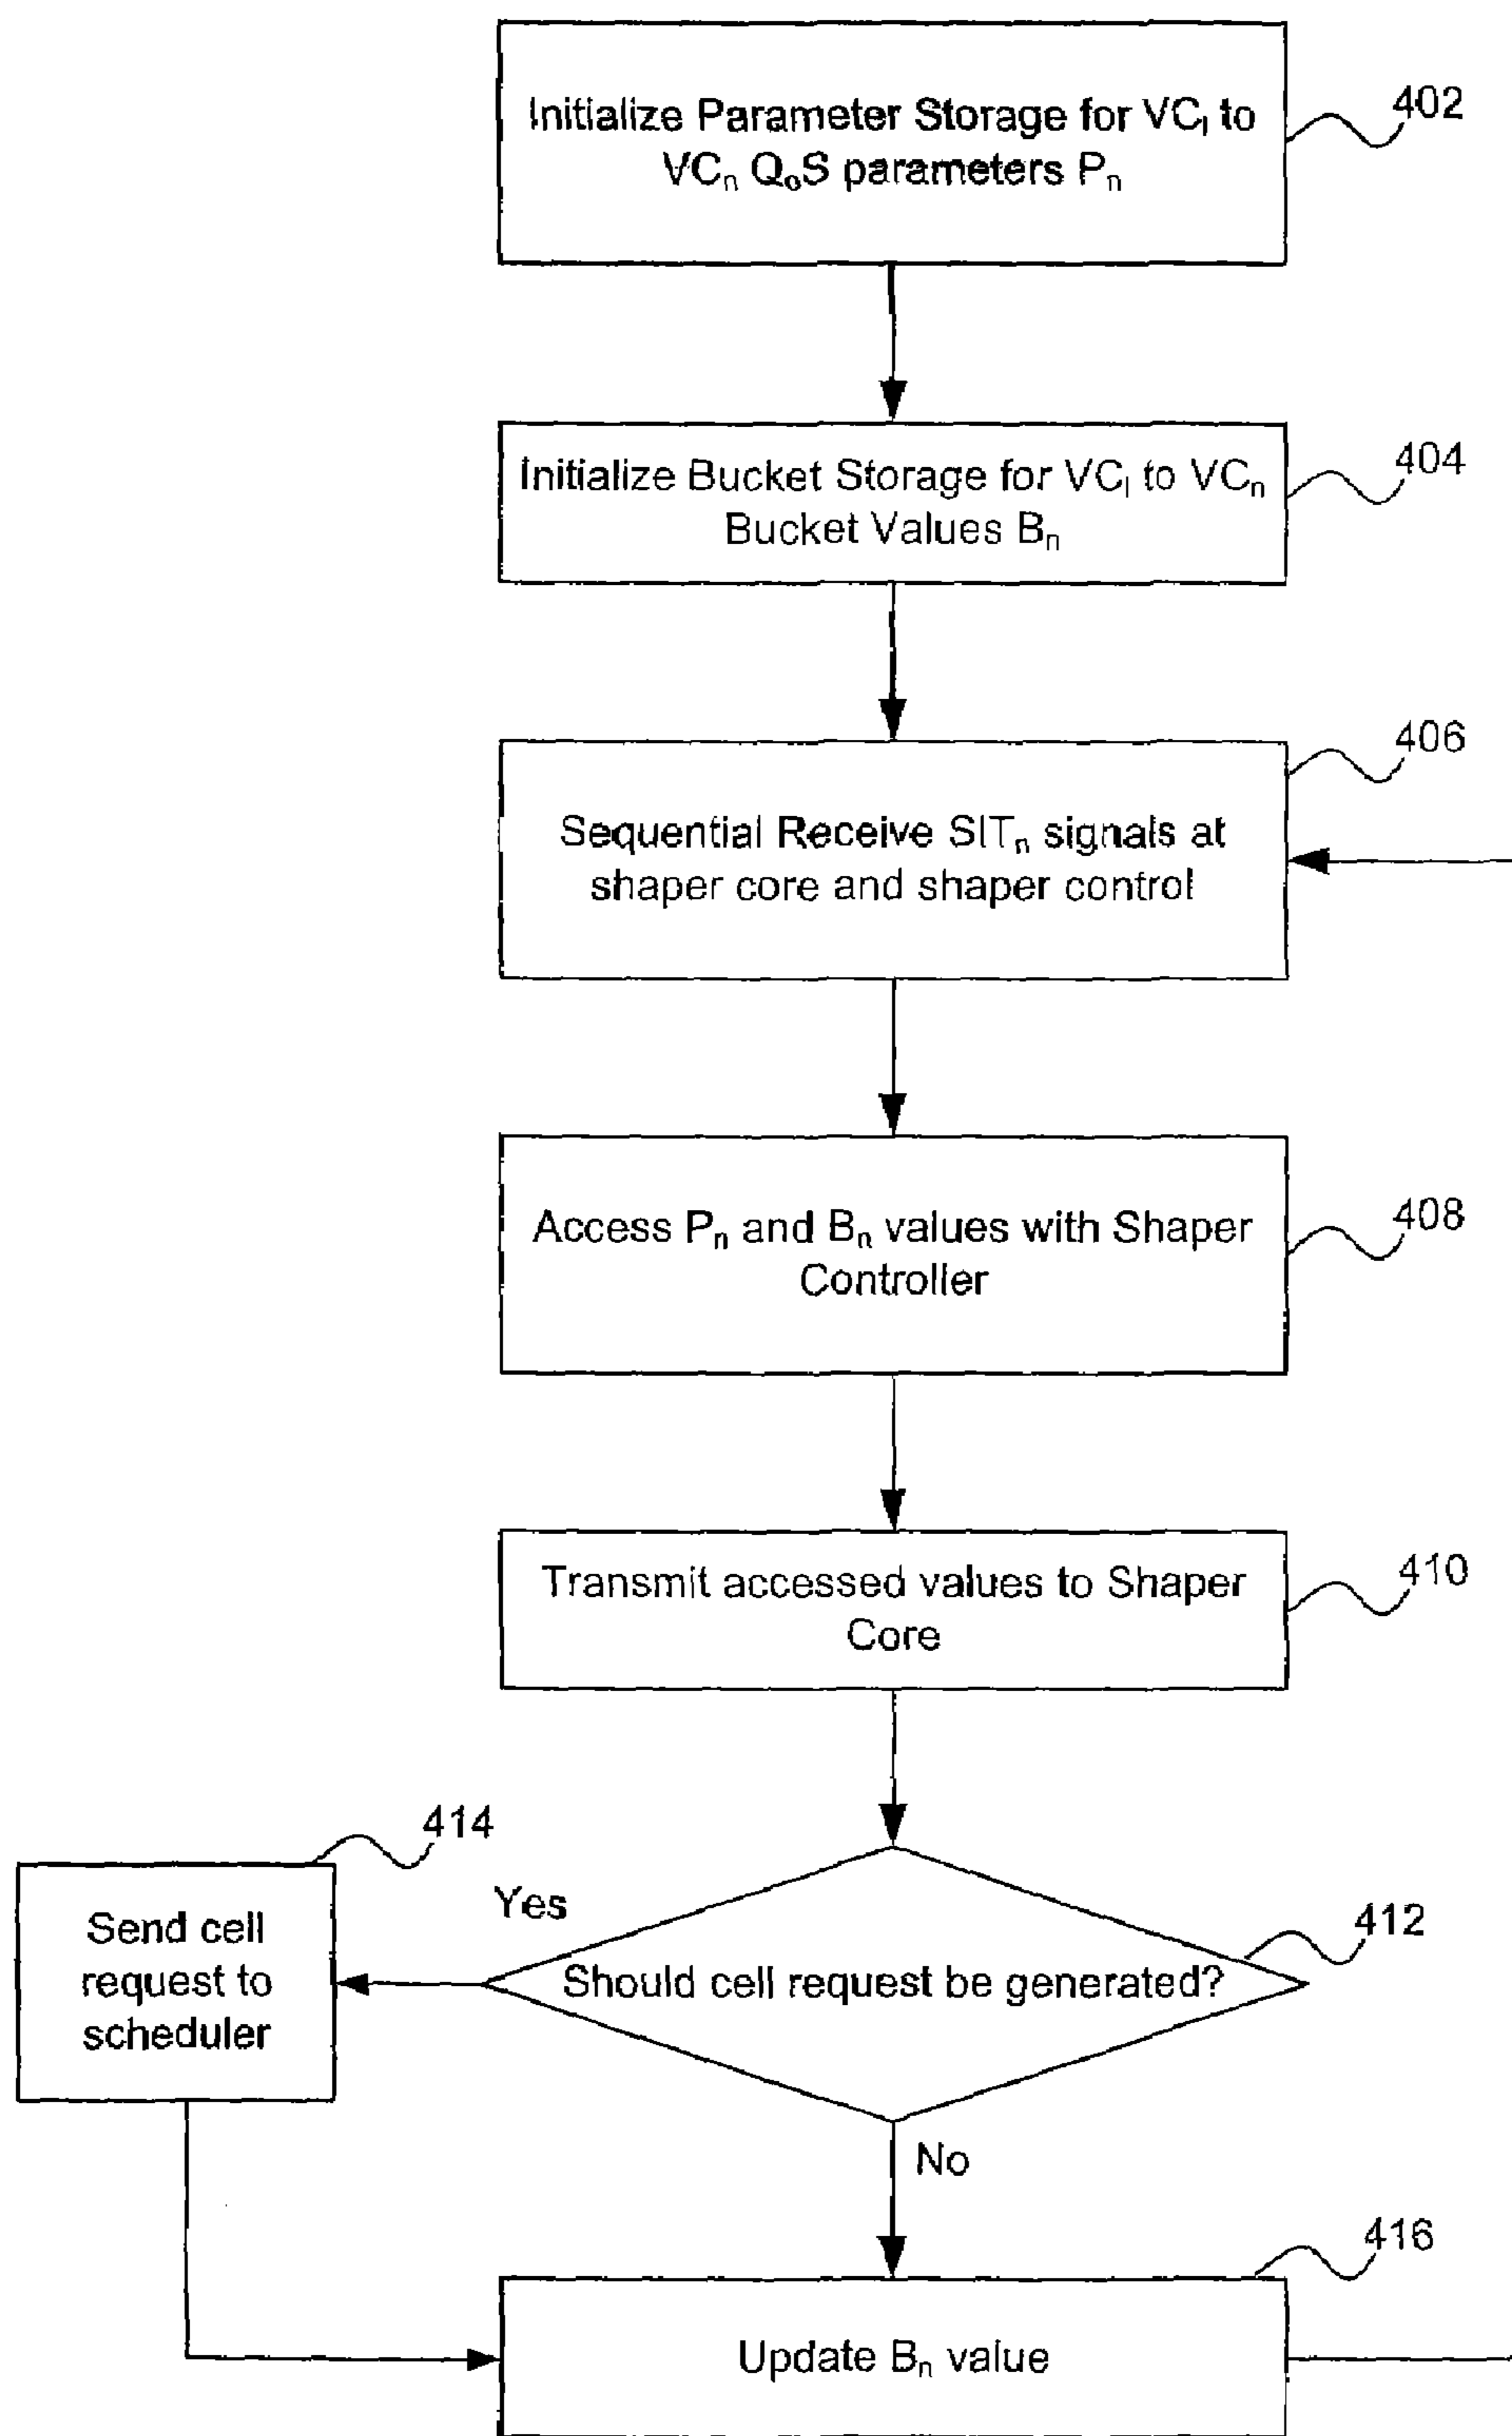 Initialize Parameter Storage for VCI to
VCn QoS parameters Pn
402
Initialize Bucket Storage for VCI to VCn
Bucket Values Bn
404
406
Sequential Receive SITn signals at
shaper core and shaper control
Access Pn and Bn values with Shaper
Controller
408
Transmit accessed values to Shaper
Core
410
414
Send cell
request to
scheduler
Yes
412
Should cell request be generated?
No
416
Update Bn value